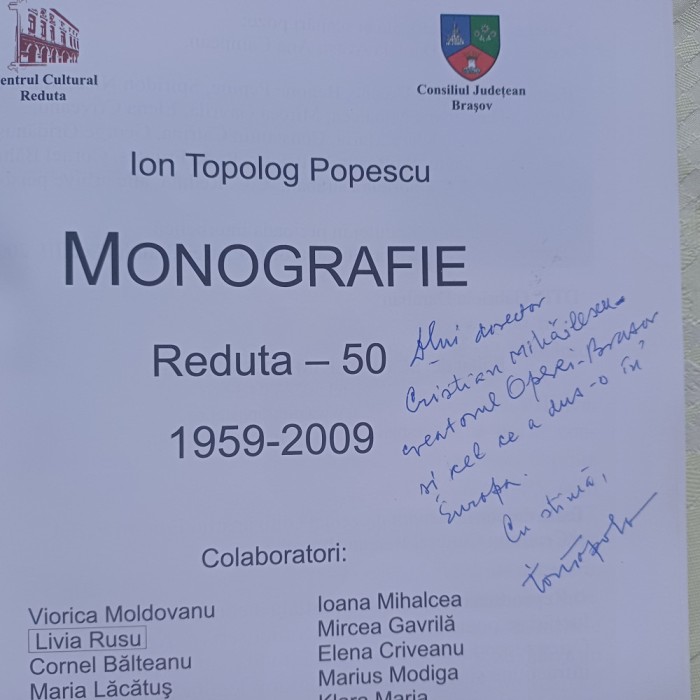 entrul Cultural
Reduta
Consiliul Județean
Brașov
Ion Topolog Popescu
MONOGRAFIE
Reduta – 50
1959-2009
Dlui director
Cristian Mihăilescu
creatorul Operei-Brașov
și cel ce a dus-o în
Europa.
Cu stimă,
Colaboratori:
Viorica Moldovanu
Livia Rusu
Cornel Bălteanu
Maria Lăcătuș
Ioana Mihalcea
Mircea Gavrilă
Elena Criveanu
Marius Modiga
Klara Maria